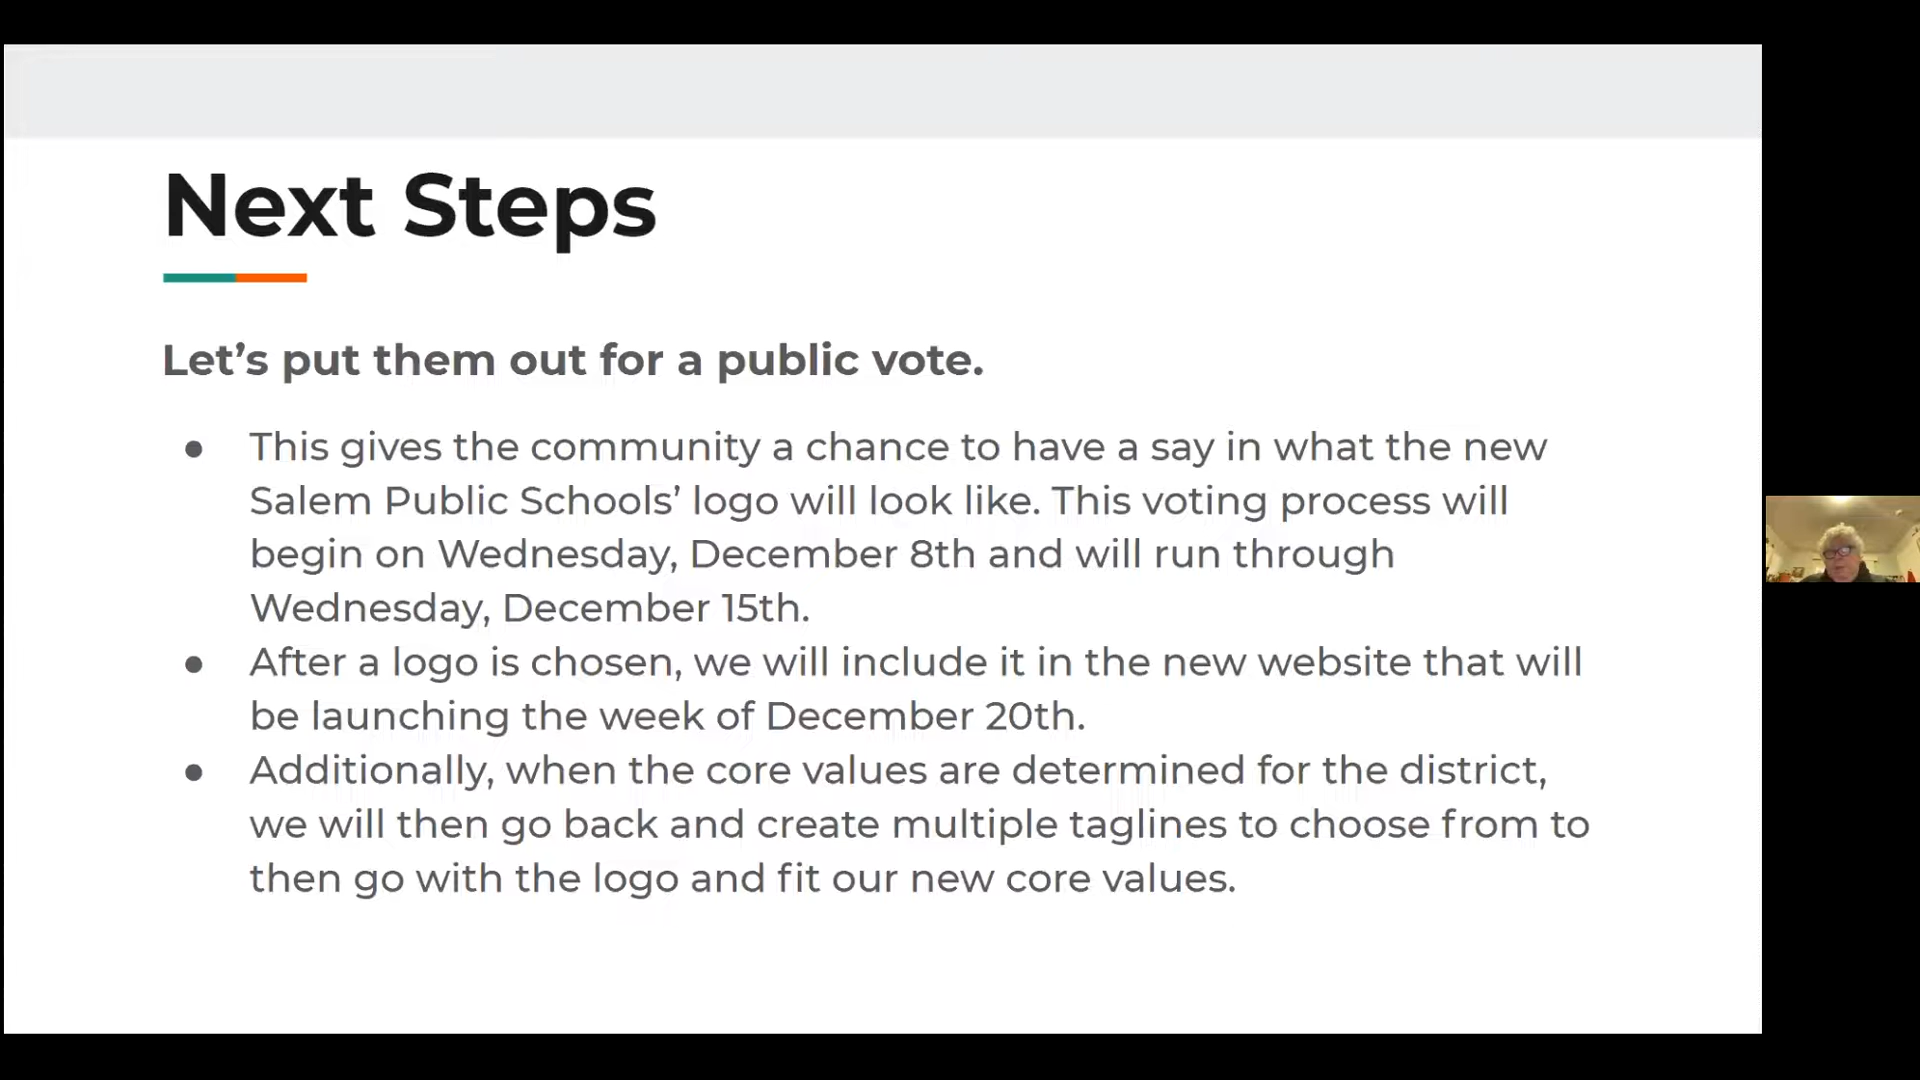 Next Steps
Let's put them out for a public vote.
● This gives the community a chance to have a say in what the new
Salem Public Schools' logo will look like. This voting process will
begin on Wednesday, December 8th and will run through
Wednesday, December 15th.
● After a logo is chosen, we will include it in the new website that will
be launching the week of December 20th.
● Additionally, when the core values are determined for the district,
we will then go back and create multiple taglines to choose from to
then go with the logo and fit our new core values.